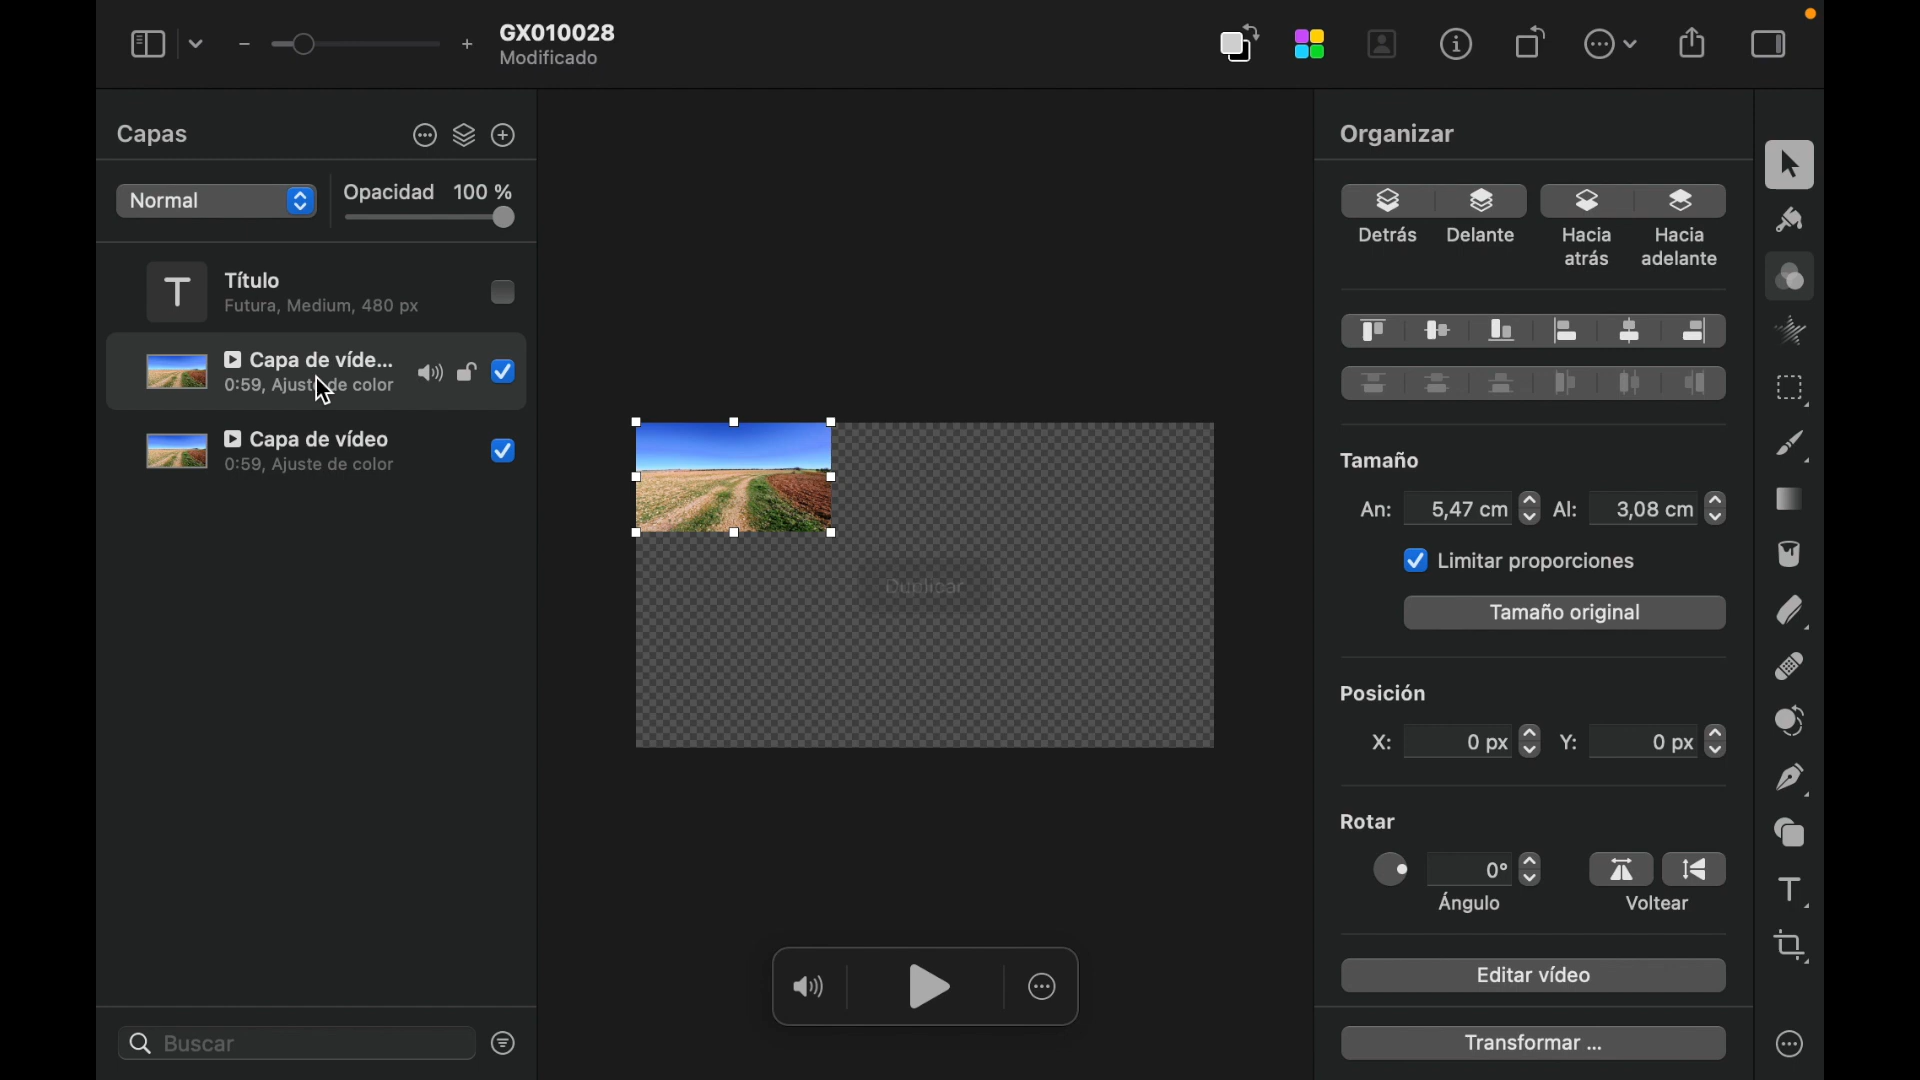 GX010028
Modificado
Capas
Normal
Opacidad 100 %
Título
Futura, Medium, 480 px
Capa de víde...
0:59, Ajuste de color
Capa de vídeo
0:59, Ajuste de color
Buscar
Duplicar
Organizar
Detrás Delante Hacia atrás Hacia adelante
Tamaño
An: 5,47 cm Al: 3,08 cm
Limitar proporciones
Tamaño original
Posición
X: 0 px Y: 0 px
Rotar
0°
Ángulo Voltear
Editar vídeo
Transformar ...